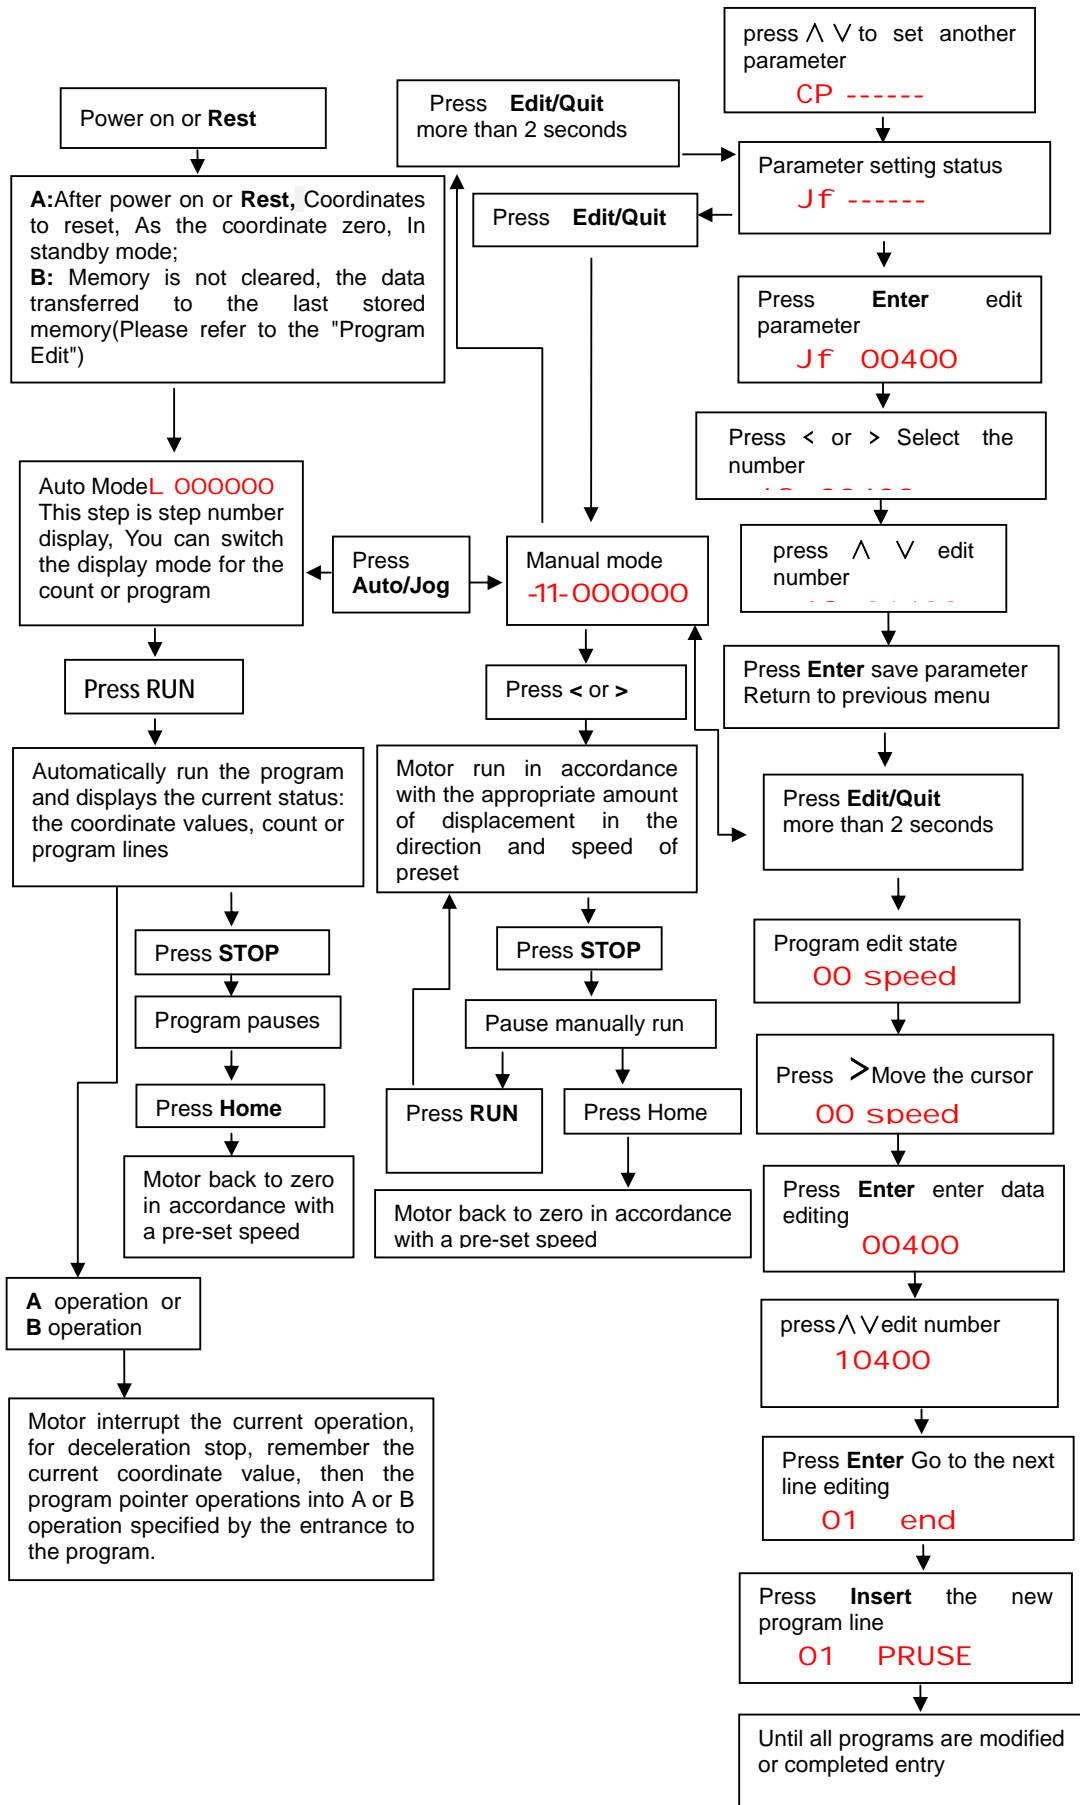 press ∧ ∨ to set another
parameter
CP ------
Press Edit/Quit
more than 2 seconds
Power on or Rest
Parameter setting status
Jf ------
A:After power on or Rest, Coordinates
to reset, As the coordinate zero, In
standby mode;
B: Memory is not cleared, the data
transferred to the last stored
memory(Please refer to the "Program
Edit")
Press Edit/Quit
Press Enter edit
parameter
Jf 00400
Press < or > Select the
number
Auto ModeL 000000
This step is step number
display, You can switch
the display mode for the
count or program
Press
Auto/Jog
Manual mode
-11-000000
press ∧ ∨ edit
number
Press RUN
Press < or >
Press Enter save parameter
Return to previous menu
Automatically run the program
and displays the current status:
the coordinate values, count or
program lines
Motor run in accordance
with the appropriate amount
of displacement in the
direction and speed of
preset
Press Edit/Quit
more than 2 seconds
Press STOP
Press STOP
Program edit state
00 speed
Program pauses
Pause manually run
Press >Move the cursor
00 speed
Press Home
Press RUN
Press Home
Motor back to zero
in accordance with
a pre-set speed
Motor back to zero in accordance
with a pre-set speed
Press Enter enter data
editing
00400
A operation or
B operation
press∧∨edit number
10400
Motor interrupt the current operation,
for deceleration stop, remember the
current coordinate value, then the
program pointer operations into A or B
operation specified by the entrance to
the program.
Press Enter Go to the next
line editing
01 end
Press Insert the new
program line
01 PRUSE
Until all programs are modified
or completed entry